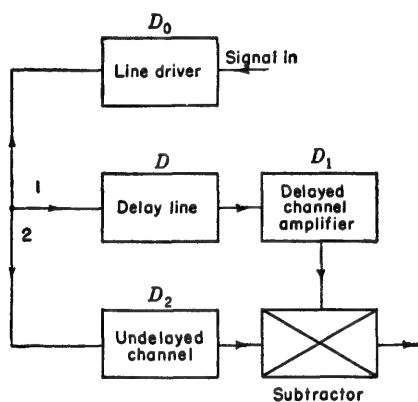 D₀
Line driver
Signal in
1
D
Delay line
D₁
Delayed
channel
amplifier
2
D₂
Undelayed
channel
Subtractor